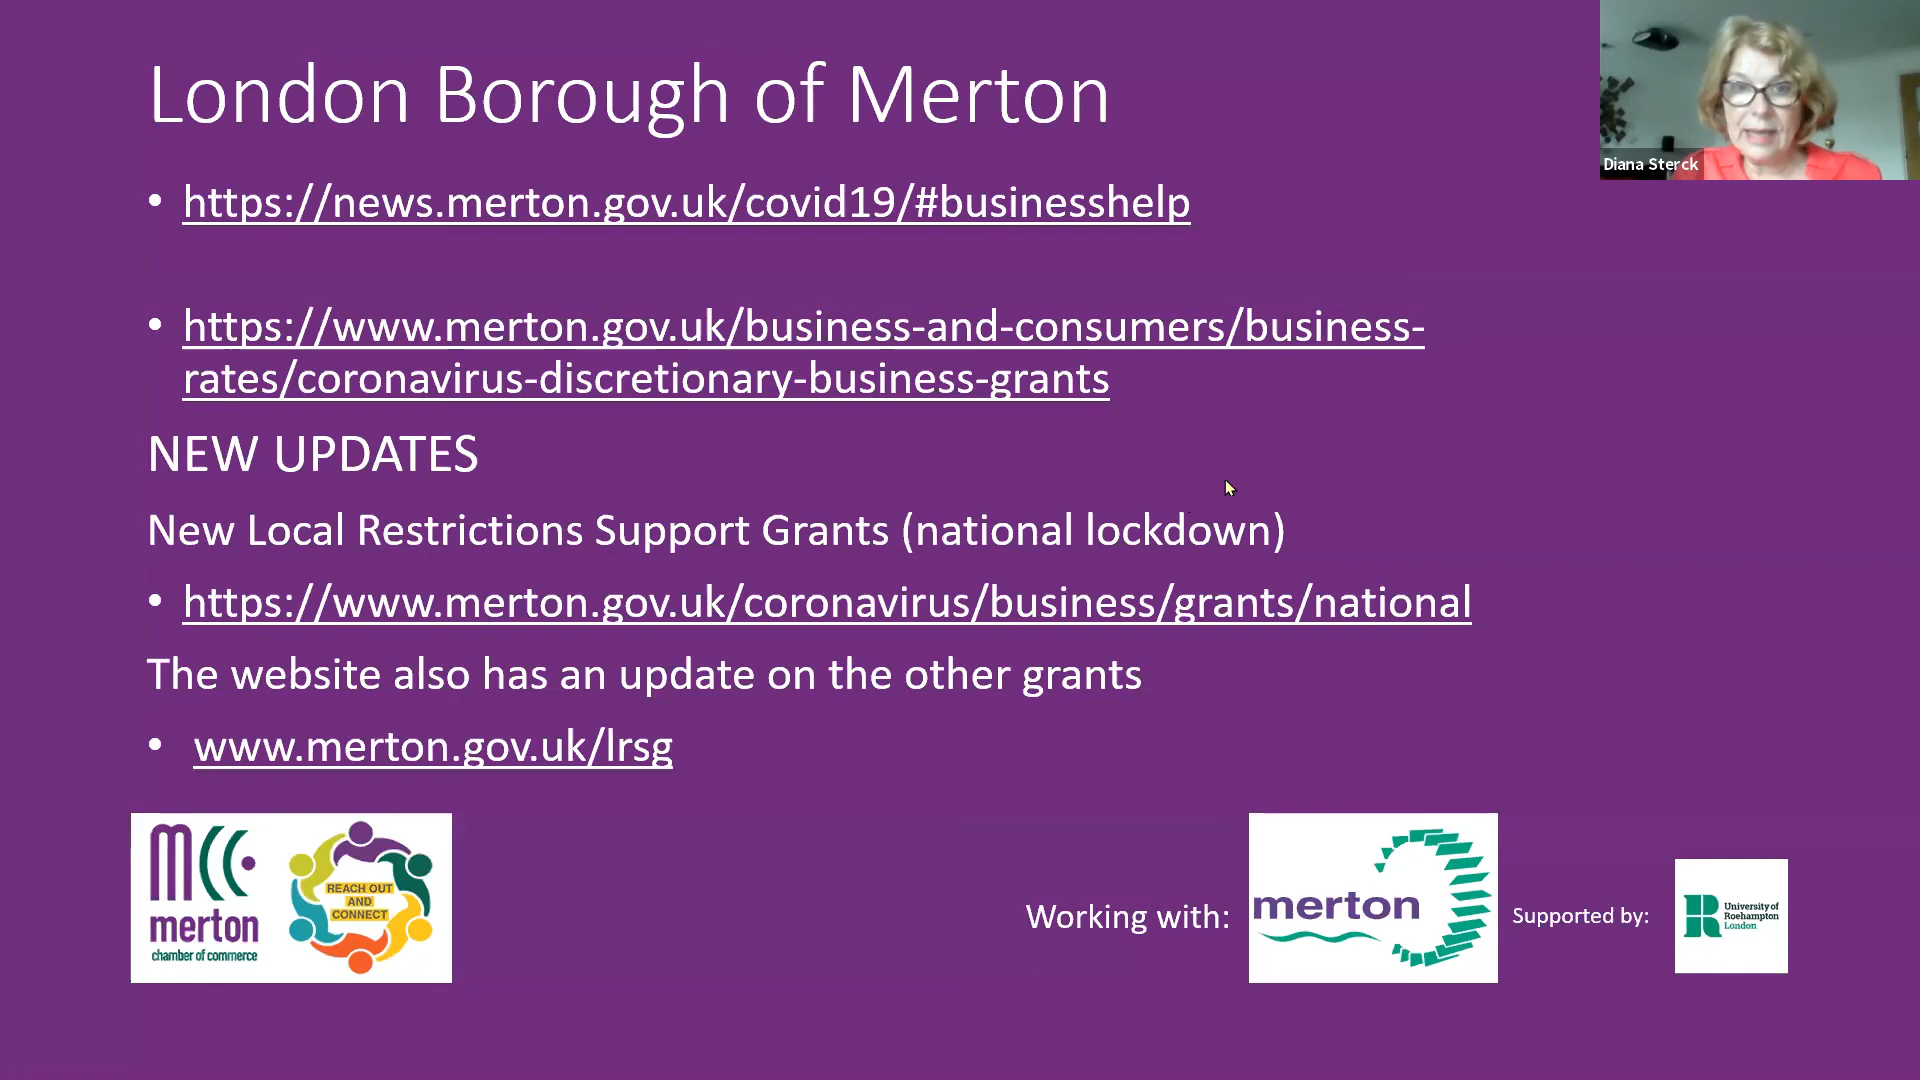 London Borough of Merton
Diana Sterck
• https://news.merton.gov.uk/covid19/#businesshelp
• https://www.merton.gov.uk/business-and-consumers/business-
rates/coronavirus-discretionary-business-grants
NEW UPDATES
New Local Restrictions Support Grants (national lockdown)
• https://www.merton.gov.uk/coronavirus/business/grants/national
The website also has an update on the other grants
• www.merton.gov.uk/lrsg
mcc
merton
chamber of commerce
REACH OUT
AND
CONNECT
Working with:
merton
Supported by:
R
University of
Roehampton
London